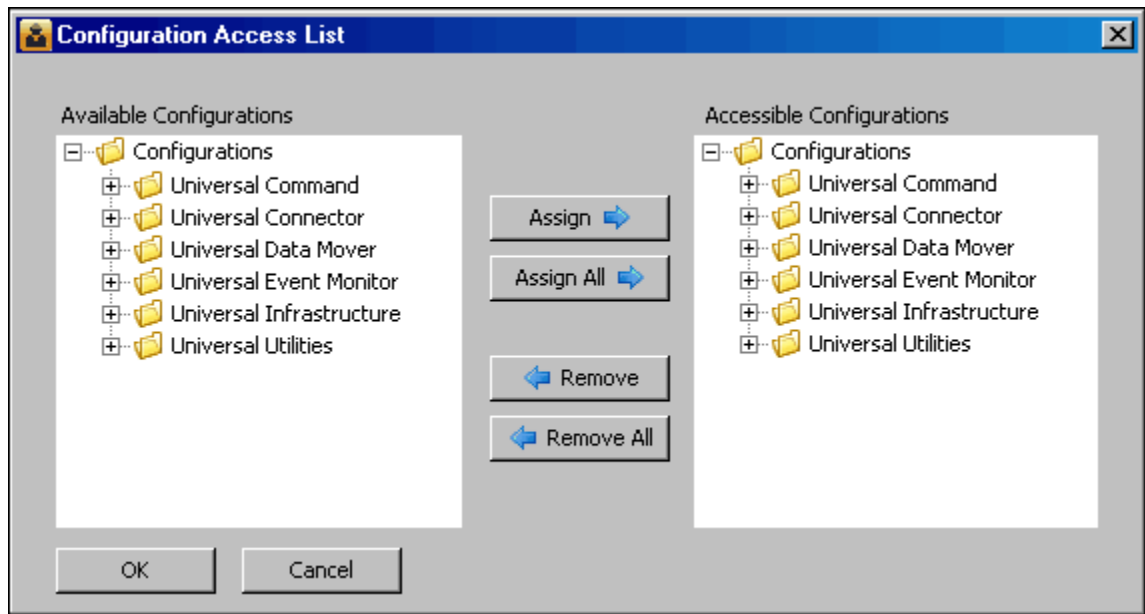 Configuration Access List
Available Configurations
Configurations
Universal Command
Universal Connector
Universal Data Mover
Universal Event Monitor
Universal Infrastructure
Universal Utilities
Assign
Assign All
Remove
Remove All
Accessible Configurations
Configurations
Universal Command
Universal Connector
Universal Data Mover
Universal Event Monitor
Universal Infrastructure
Universal Utilities
OK
Cancel